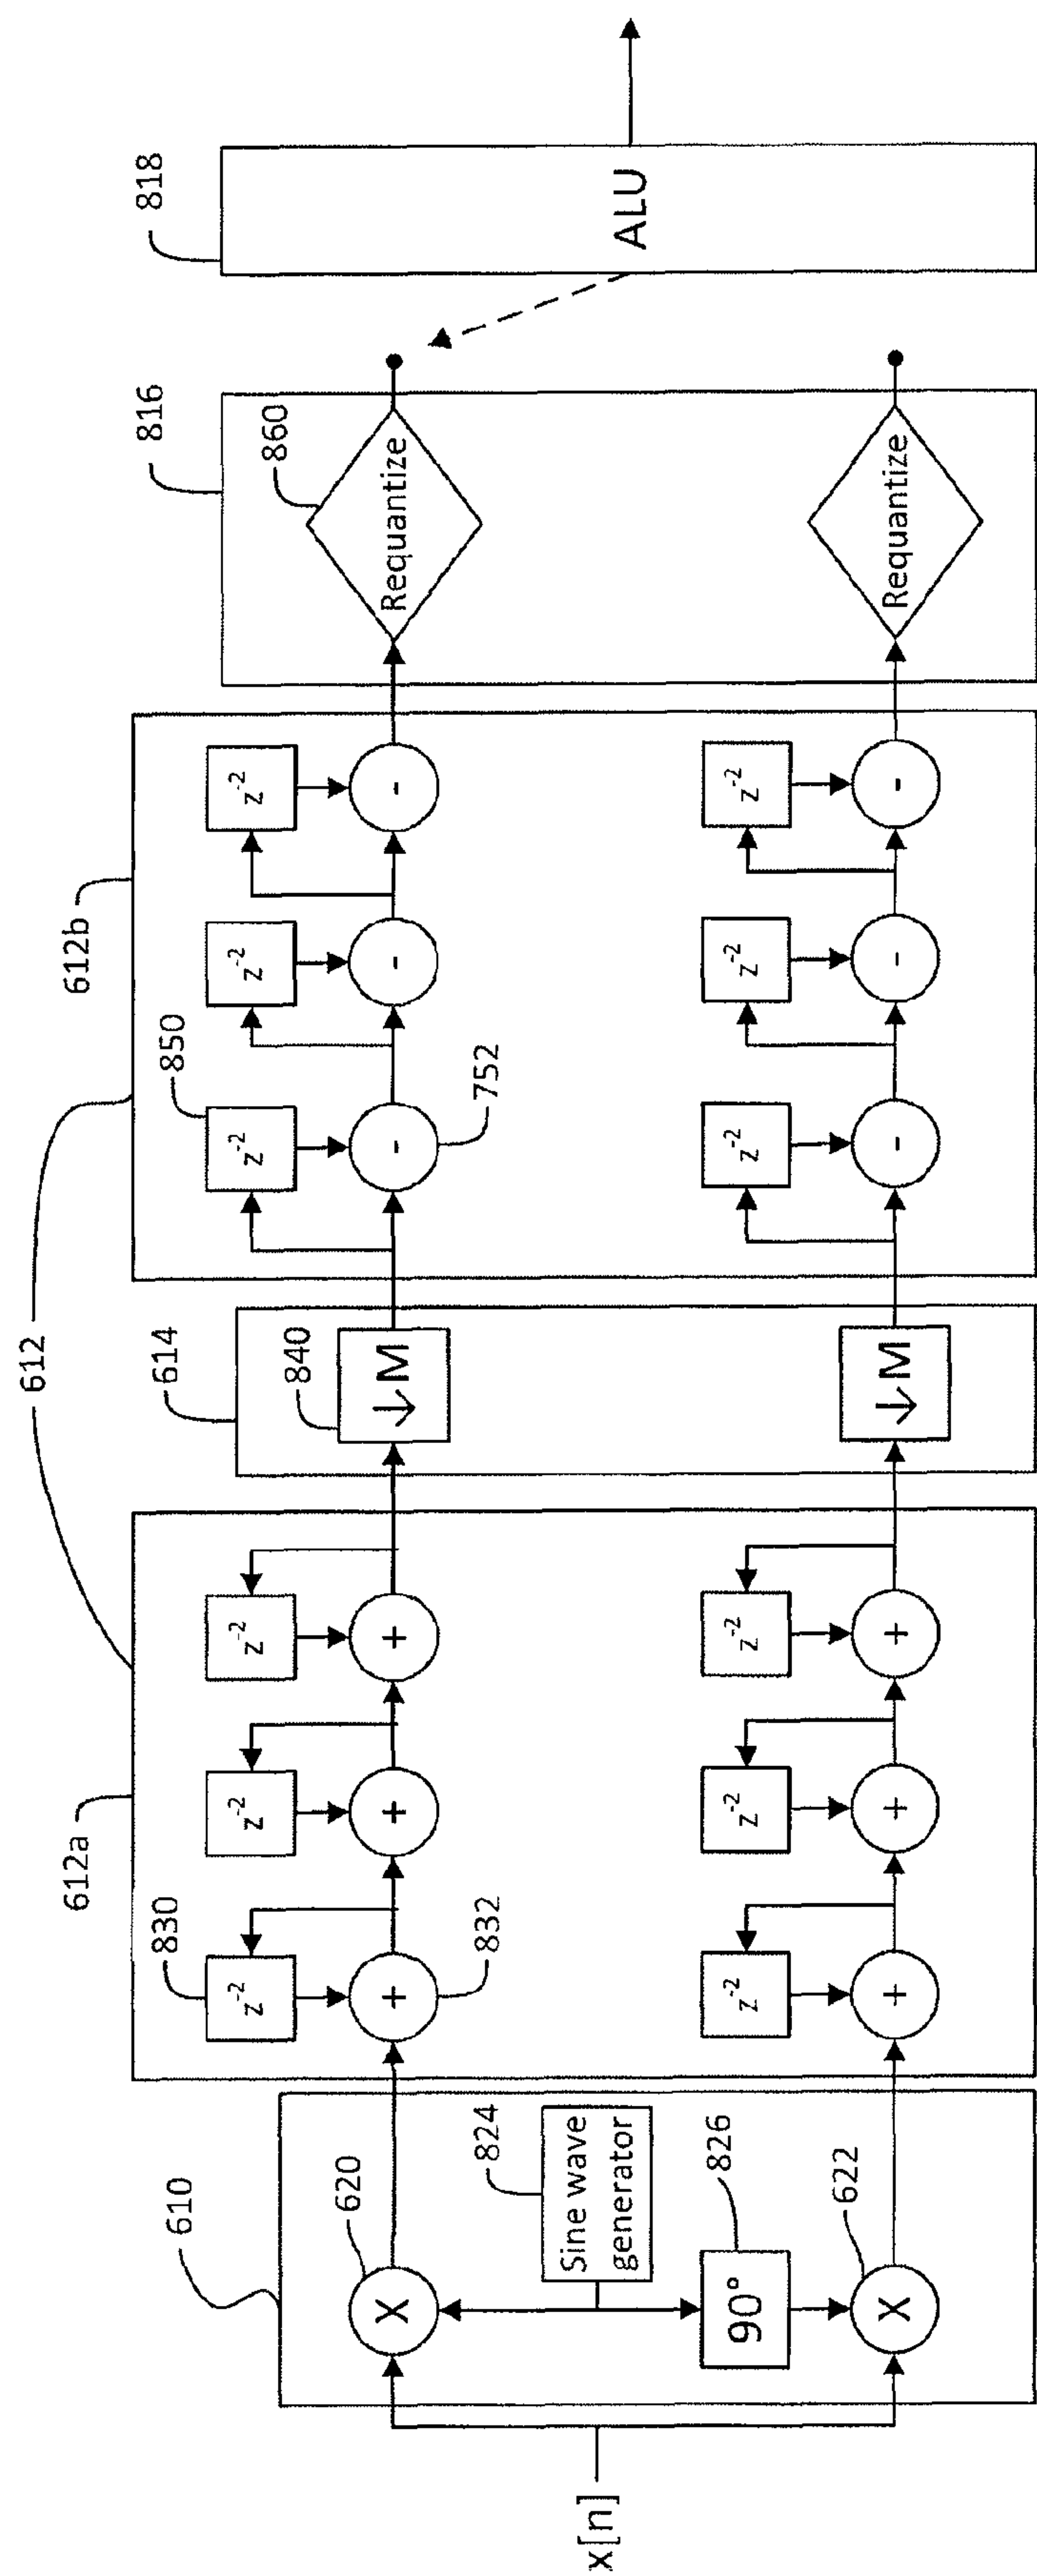 x[n]
610
620
X
824
Sine wave
generator
826
90°
622
X
612
612a
830
z⁻²
z⁻²
z⁻²
+
+
+
832
z⁻²
z⁻²
z⁻²
+
+
+
614
840
↓M
↓M
612b
850
z⁻²
z⁻²
z⁻²
-
-
-
752
z⁻²
z⁻²
z⁻²
-
-
-
816
860
Requantize
Requantize
818
ALU